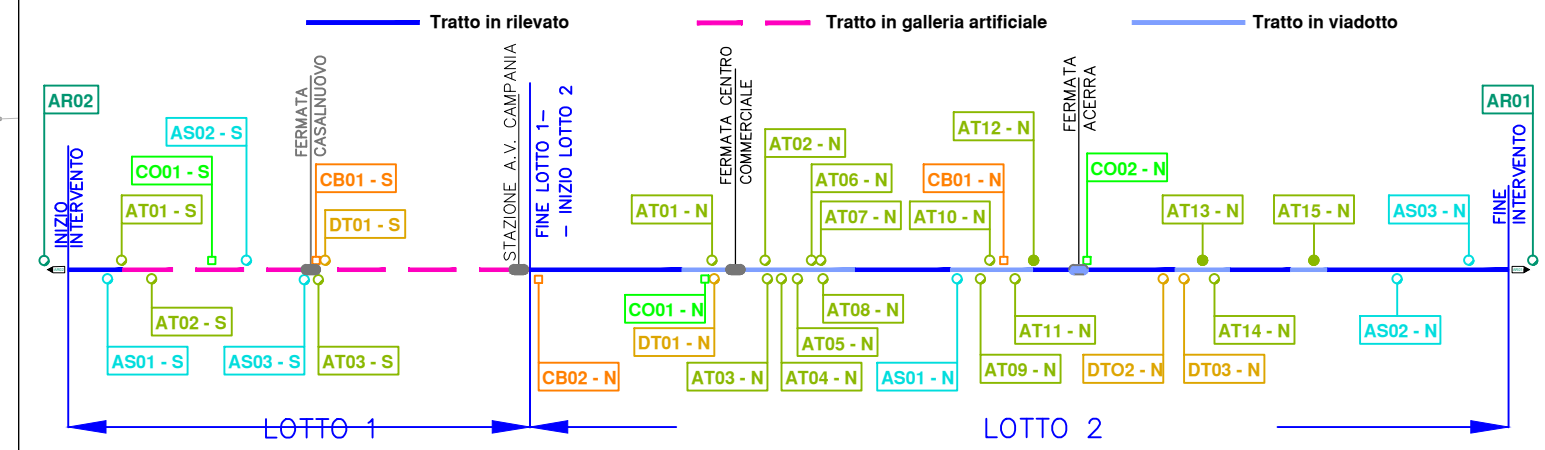 Tratto in rilevato
Tratto in galleria artificiale
Tratto in viadotto
AR02
INIZIO
INTERVENTO
AS02 - S
CO01 - S
AT01 - S
FERMATA
CASALNUOVO
CB01 - S
DT01 - S
STAZIONE A.V. CAMPANIA
FINE LOTTO 1-
- INIZIO LOTTO 2
AT01 - N
FERMATA CENTRO
COMMERCIALE
AT02 - N
AT06 - N
AT07 - N
AT12 - N
CB01 - N
AT10 - N
FERMATA
ACERRA
CO02 - N
AT13 - N
AT15 - N
AS03 - N
AR01
FINE
INTERVENTO
AS01 - S
AT02 - S
AS03 - S
AT03 - S
CB02 - N
CO01 - N
DT01 - N
AT03 - N
AT04 - N
AT05 - N
AT08 - N
AS01 - N
AT09 - N
AT11 - N
DTO2 - N
DT03 - N
AT14 - N
AS02 - N
LOTTO 1
LOTTO 2